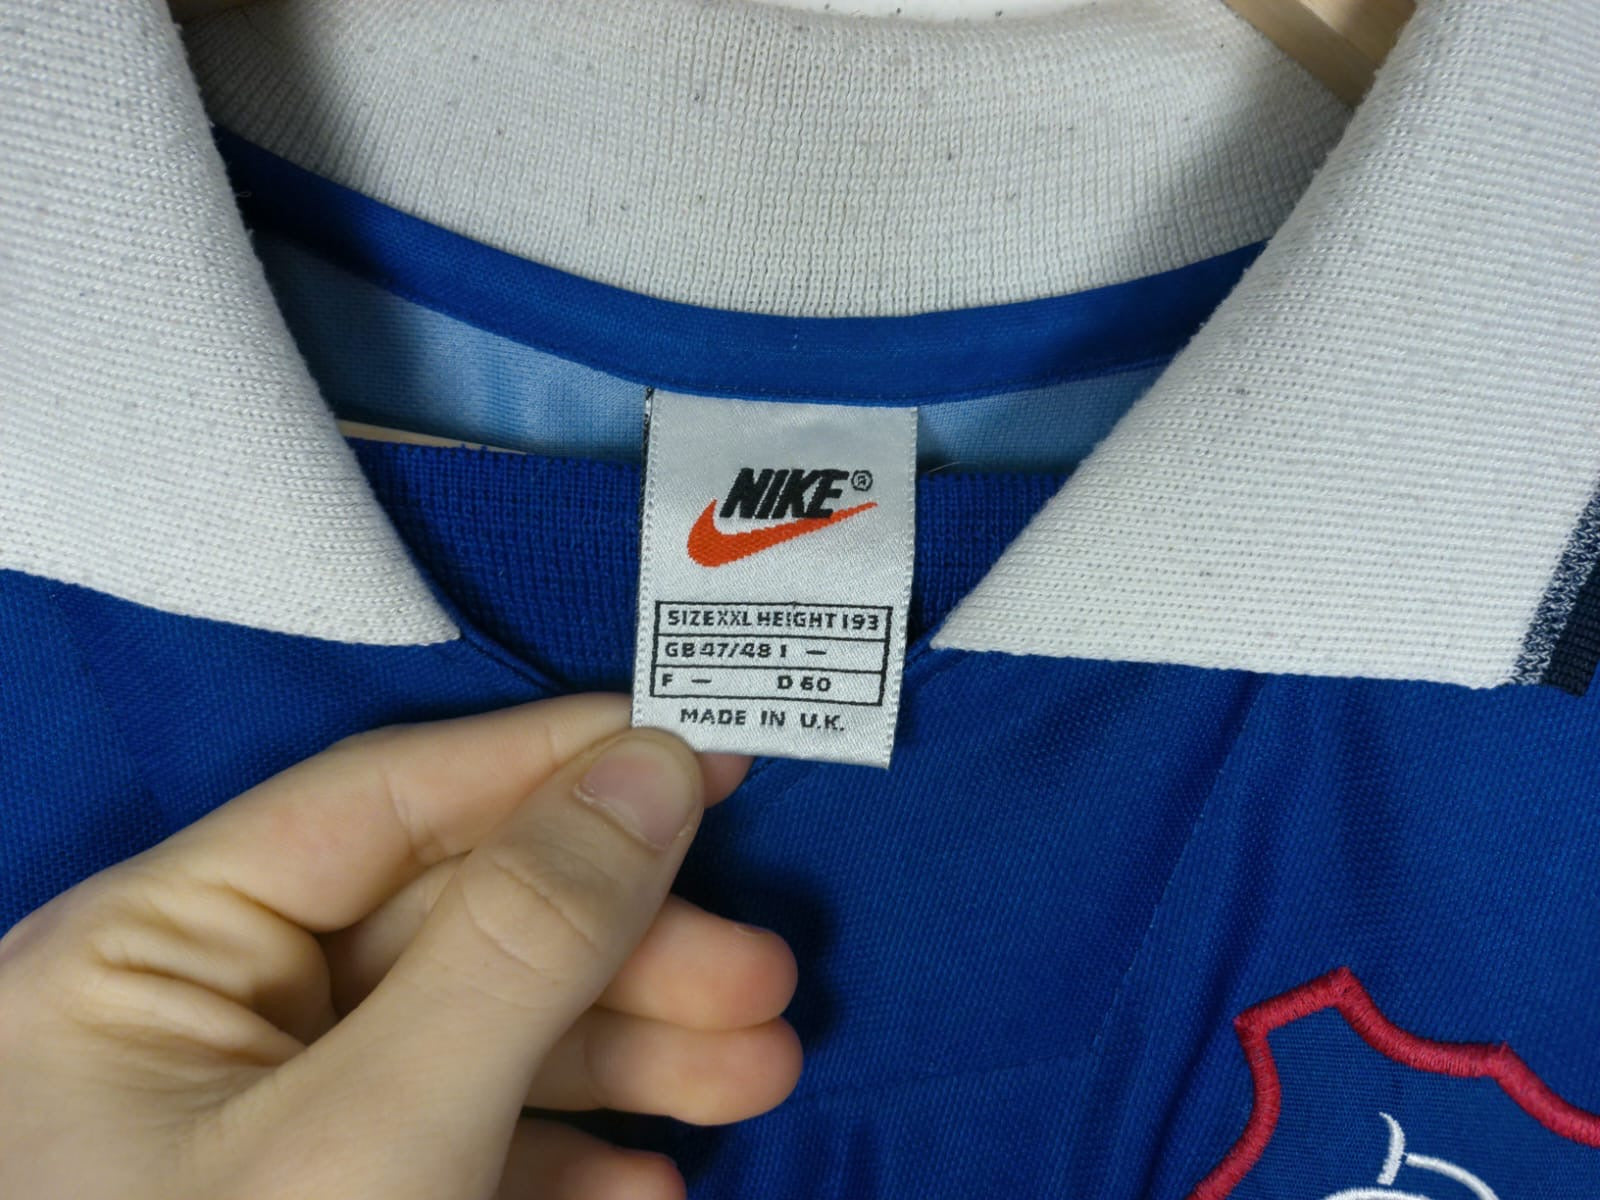 NIKE®
SIZE XXL HEIGHT 193
GB 47/48 I —
F — D 60
MADE IN U.K.